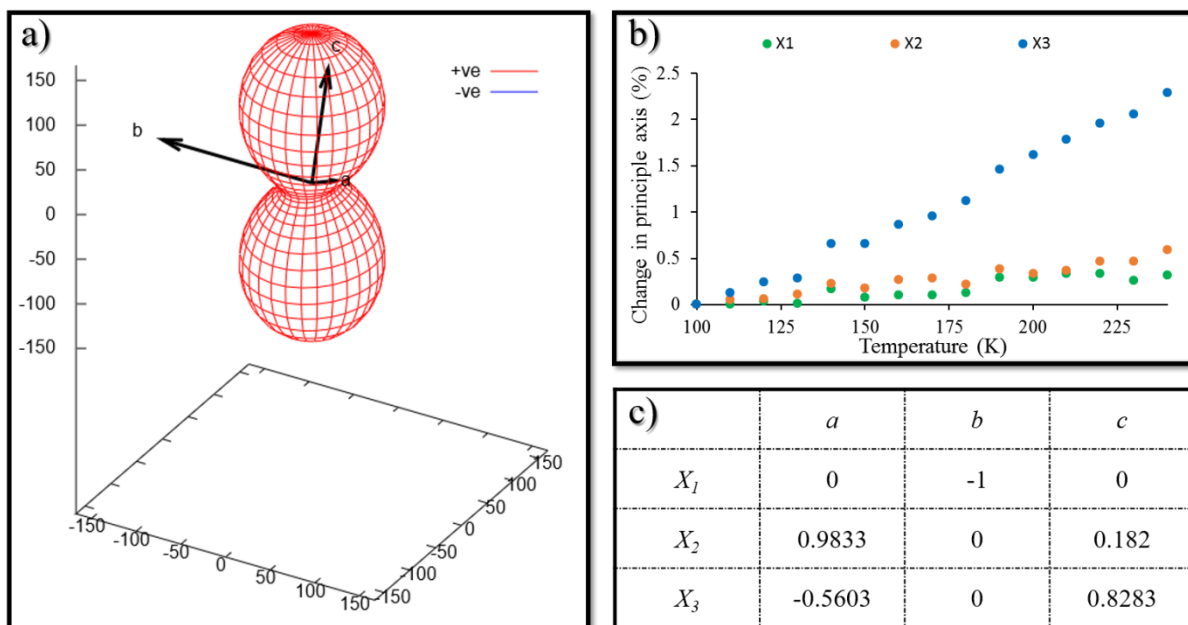 a)
c
+ve
-ve
b
a
150
100
50
0
-50
-100
-150
-150
-100
-50
0
50
100
150
-150
-100
-50
0
50
100
150
b)
X1 X2 X3
Change in principle axis (%)
2.5
2
1.5
1
0.5
0
100 125 150 175 200 225
Temperature (K)
c)
a b c
X1 0 -1 0
X2 0.9833 0 0.182
X3 -0.5603 0 0.8283